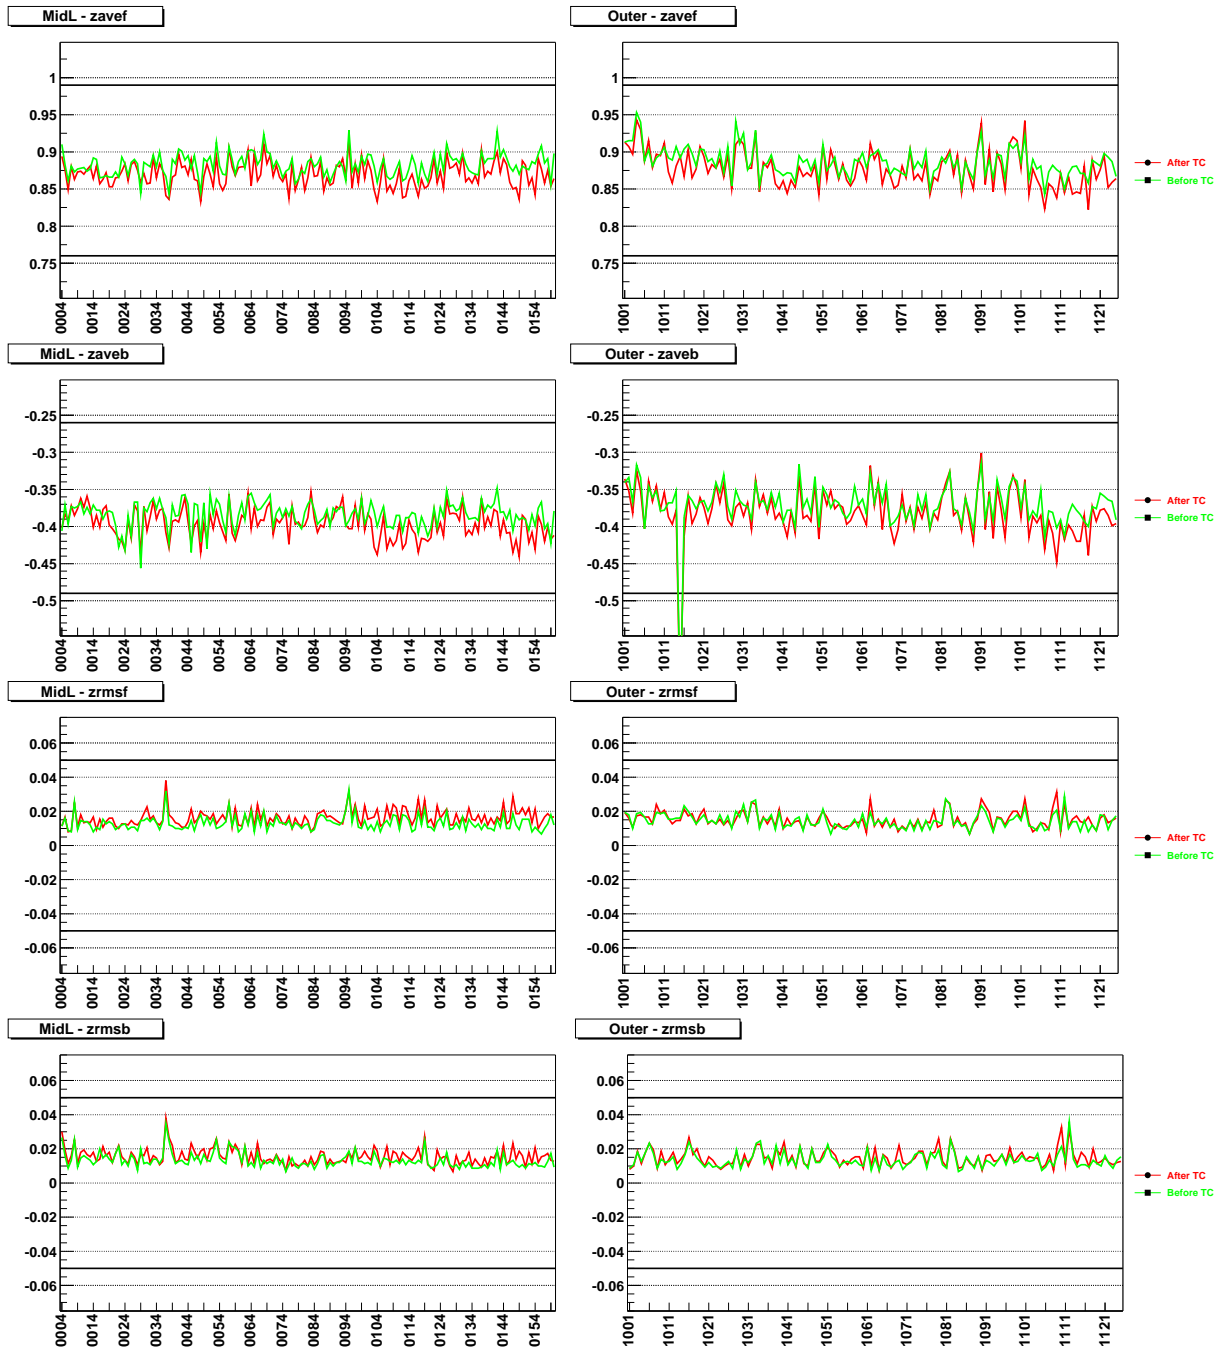 MidL - zavef
Outer - zavef
1
0.95
0.9
0.85
0.8
0.75
0004 0014 0024 0034 0044 0054 0064 0074 0084 0094 0104 0114 0124 0134 0144 0154
1
0.95
0.9
0.85
0.8
0.75
1001 1011 1021 1031 1041 1051 1061 1071 1081 1091 1101 1111 1121
After TC
Before TC
MidL - zaveb
Outer - zaveb
-0.25
-0.3
-0.35
-0.4
-0.45
-0.5
0004 0014 0024 0034 0044 0054 0064 0074 0084 0094 0104 0114 0124 0134 0144 0154
-0.25
-0.3
-0.35
-0.4
-0.45
-0.5
1001 1011 1021 1031 1041 1051 1061 1071 1081 1091 1101 1111 1121
After TC
Before TC
MidL - zrmsf
Outer - zrmsf
0.06
0.04
0.02
0
-0.02
-0.04
-0.06
0004 0014 0024 0034 0044 0054 0064 0074 0084 0094 0104 0114 0124 0134 0144 0154
0.06
0.04
0.02
0
-0.02
-0.04
-0.06
1001 1011 1021 1031 1041 1051 1061 1071 1081 1091 1101 1111 1121
After TC
Before TC
MidL - zrmsb
Outer - zrmsb
0.06
0.04
0.02
0
-0.02
-0.04
-0.06
0004 0014 0024 0034 0044 0054 0064 0074 0084 0094 0104 0114 0124 0134 0144 0154
0.06
0.04
0.02
0
-0.02
-0.04
-0.06
1001 1011 1021 1031 1041 1051 1061 1071 1081 1091 1101 1111 1121
After TC
Before TC